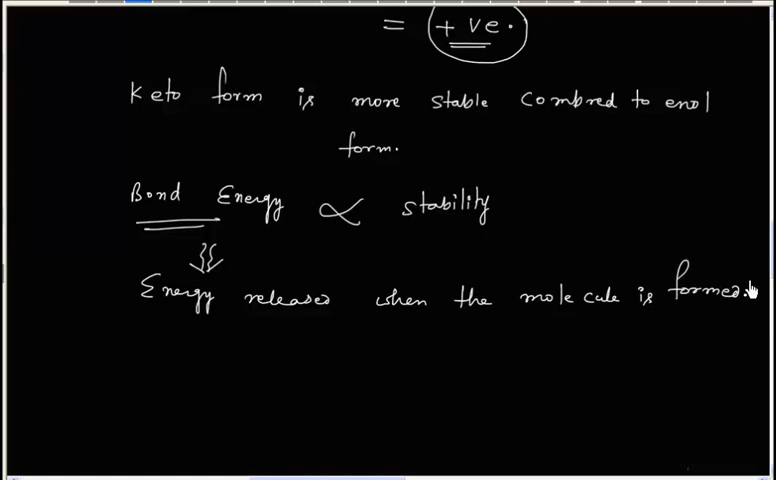 = +ve.
Keto form is more stable combred to enol
form.
Bond Energy ∝ stability
Energy released when the molecule is formed.